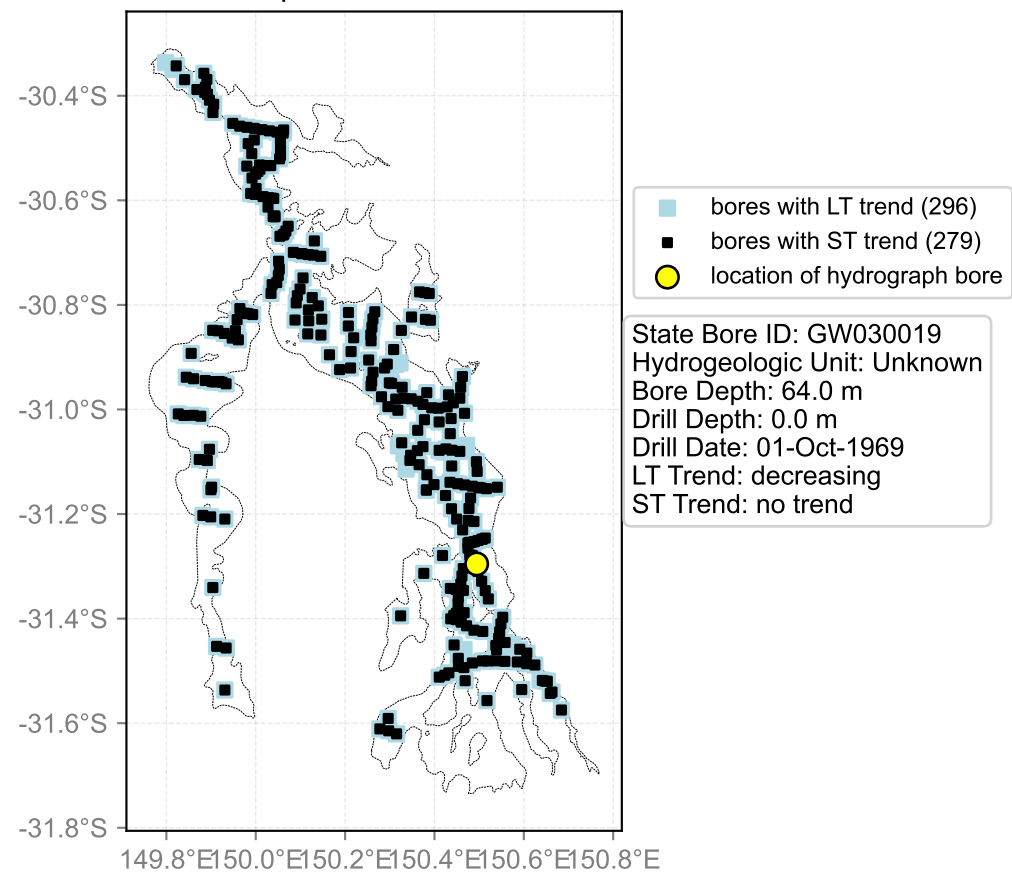 -30.4°S
-30.6°S
-30.8°S
-31.0°S
-31.2°S
-31.4°S
-31.6°S
-31.8°S
149.8°E150.0°E150.2°E150.4°E150.6°E150.8°E
bores with LT trend (296)
bores with ST trend (279)
location of hydrograph bore
State Bore ID: GW030019
Hydrogeologic Unit: Unknown
Bore Depth: 64.0 m
Drill Depth: 0.0 m
Drill Date: 01-Oct-1969
LT Trend: decreasing
ST Trend: no trend